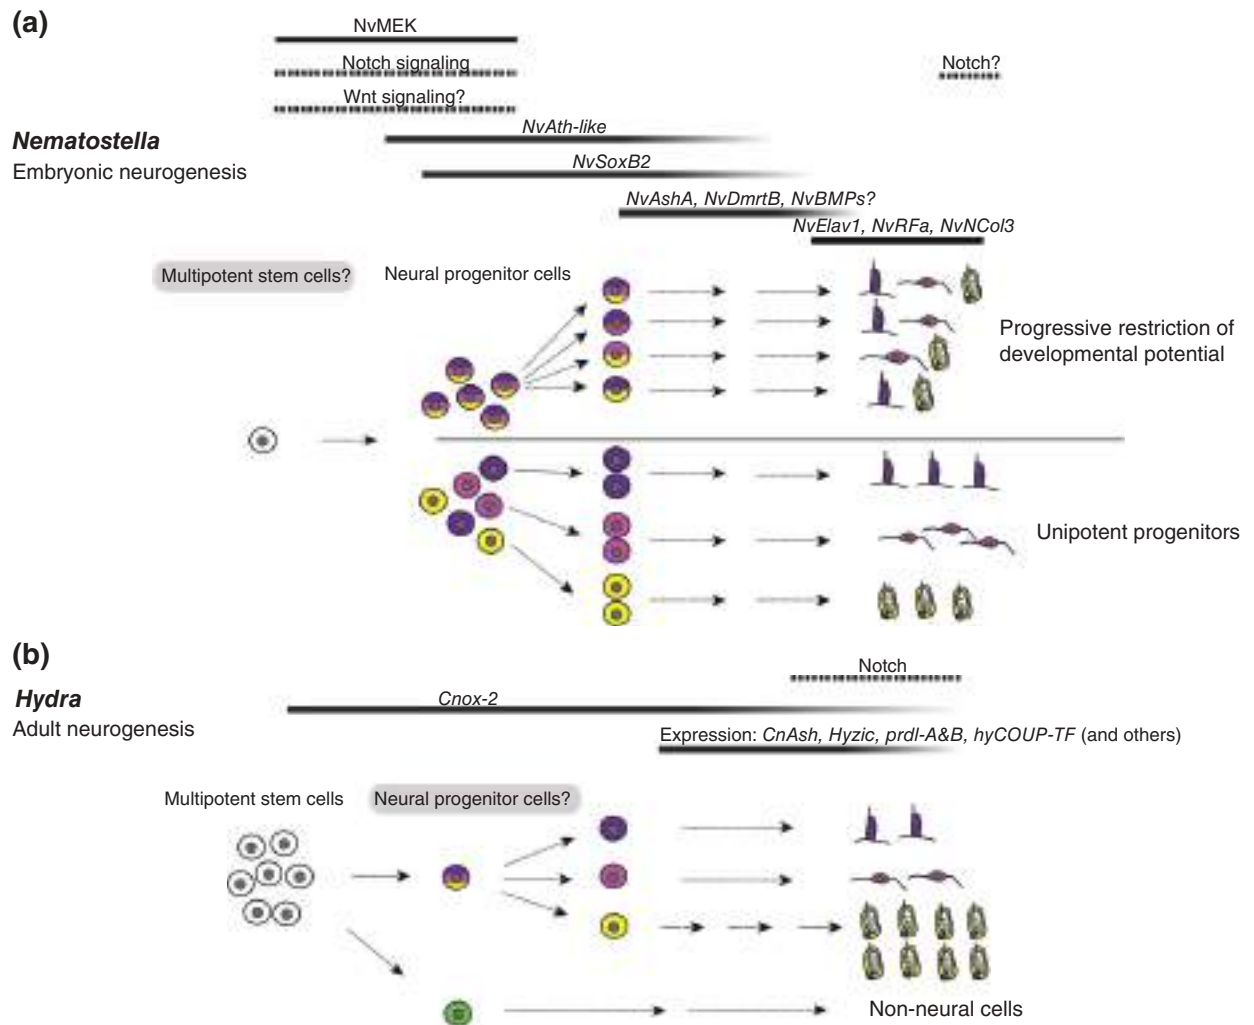 (a)
NvMEK
Notch signaling
Notch?
Wnt signaling?
NvAth-like
Nematostella
Embryonic neurogenesis
NvSoxB2
NvAshA, NvDmrtB, NvBMPs?
NvElav1, NvRFa, NvNCol3
Multipotent stem cells?
Neural progenitor cells
Progressive restriction of
developmental potential
Unipotent progenitors
(b)
Notch
Hydra
Cnox-2
Adult neurogenesis
Expression: CnAsh, Hyzic, prdl-A&B, hyCOUP-TF (and others)
Multipotent stem cells
Neural progenitor cells?
Non-neural cells